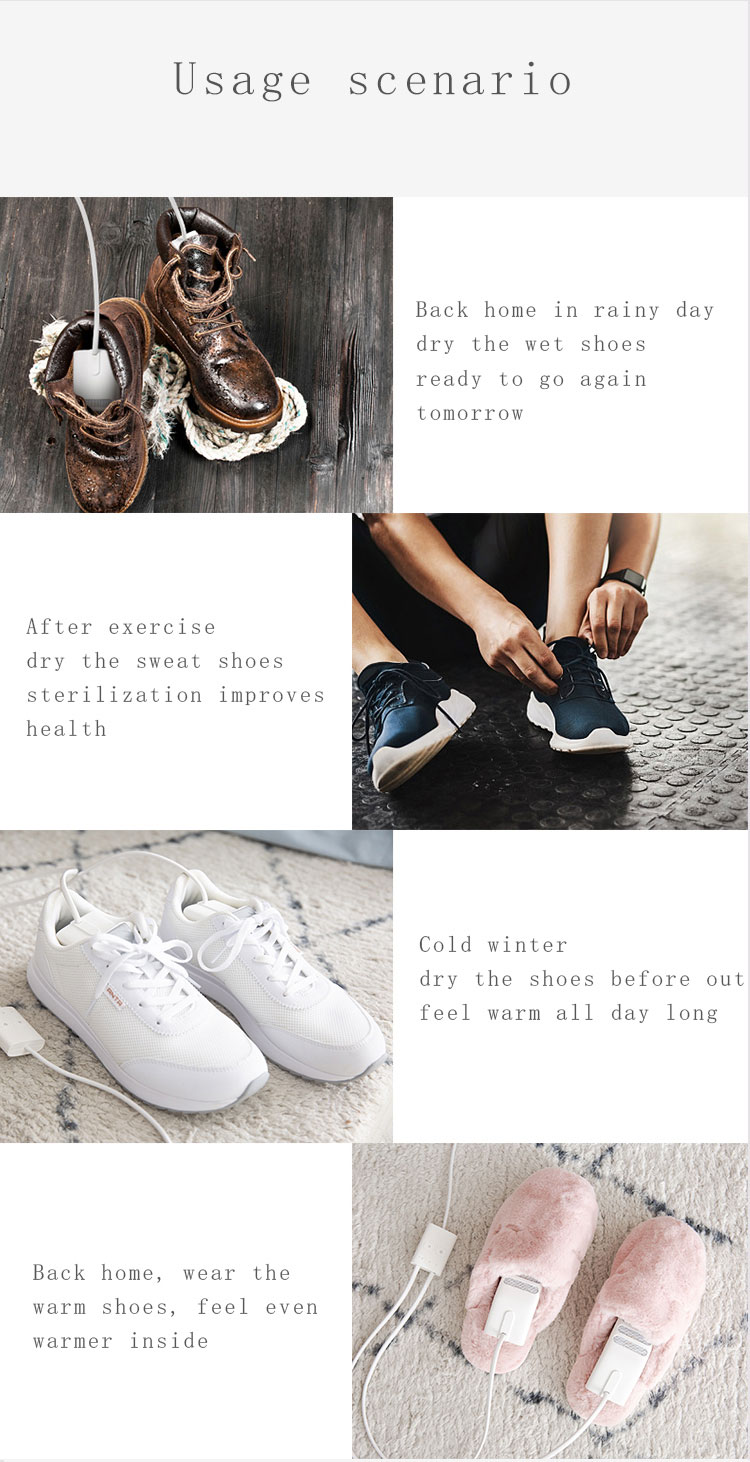 Usage scenario
Back home in rainy day
dry the wet shoes
ready to go again
tomorrow
After exercise
dry the sweat shoes
sterilization improves
health
ANTA
Cold winter
dry the shoes before out
feel warm all day long
Back home, wear the
warm shoes, feel even
warmer inside